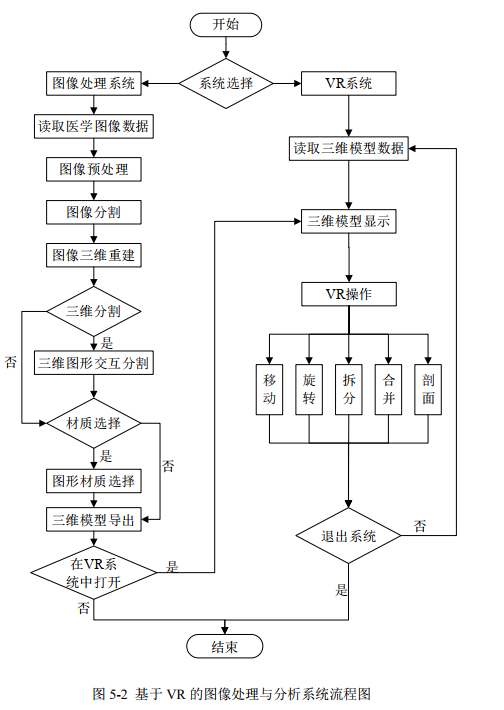 开始
系统选择
图像处理系统
读取医学图像数据
图像预处理
图像分割
图像三维重建
三维分割
是
否
三维图形交互分割
材质选择
是
否
图形材质选择
三维模型导出
在VR系
统中打开
是
否
VR系统
读取三维模型数据
三维模型显示
VR操作
移动
旋转
拆分
合并
剖面
退出系统
否
是
结束
图 5-2 基于 VR 的图像处理与分析系统流程图